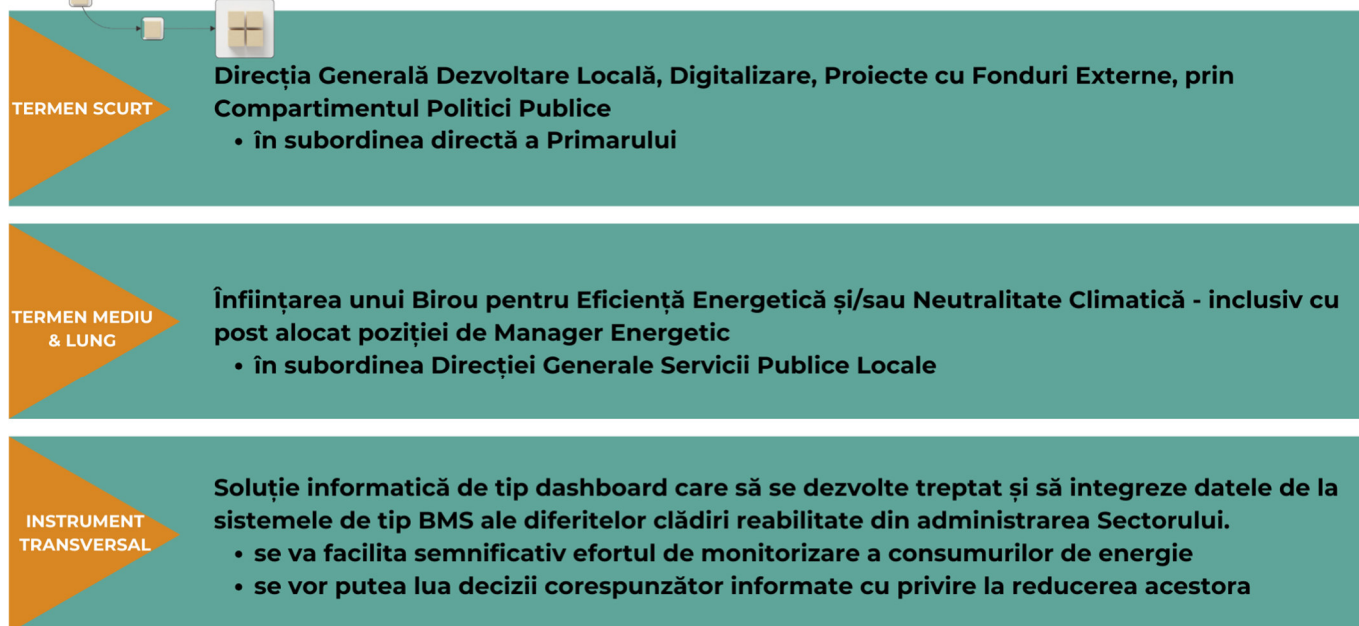 TERMEN SCURT
Direcția Generală Dezvoltare Locală, Digitalizare, Proiecte cu Fonduri Externe, prin
Compartimentul Politici Publice
• în subordinea directă a Primarului
TERMEN MEDIU
& LUNG
Înființarea unui Birou pentru Eficiență Energetică și/sau Neutralitate Climatică - inclusiv cu
post alocat poziției de Manager Energetic
• în subordinea Direcției Generale Servicii Publice Locale
INSTRUMENT
TRANSVERSAL
Soluție informatică de tip dashboard care să se dezvolte treptat și să integreze datele de la
sistemele de tip BMS ale diferitelor clădiri reabilitate din administrarea Sectorului.
• se va facilita semnificativ efortul de monitorizare a consumurilor de energie
• se vor putea lua decizii corespunzător informate cu privire la reducerea acestora